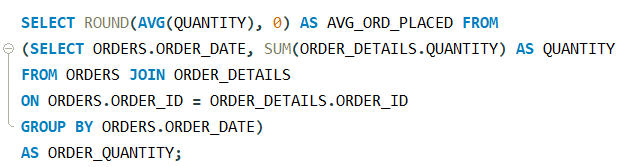 SELECT ROUND(AVG(QUANTITY), 0) AS AVG_ORD_PLACED FROM
(SELECT ORDERS.ORDER_DATE, SUM(ORDER_DETAILS.QUANTITY) AS QUANTITY
FROM ORDERS JOIN ORDER_DETAILS
ON ORDERS.ORDER_ID = ORDER_DETAILS.ORDER_ID
GROUP BY ORDERS.ORDER_DATE)
AS ORDER_QUANTITY;